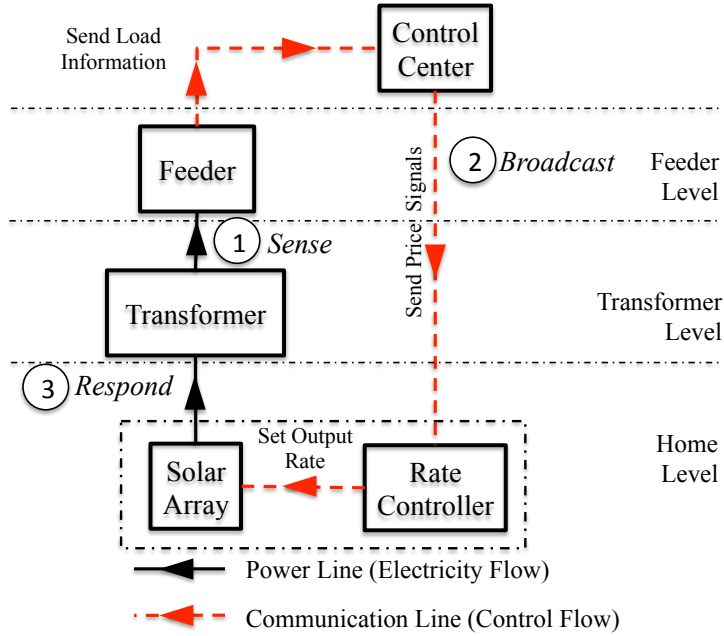 Send Load
Information
Control
Center
Feeder
2 Broadcast
Feeder
Level
Send Price Signals
1 Sense
Transformer
Transformer
Level
3 Respond
Set Output
Rate
Solar
Array
Rate
Controller
Home
Level
Power Line (Electricity Flow)
Communication Line (Control Flow)